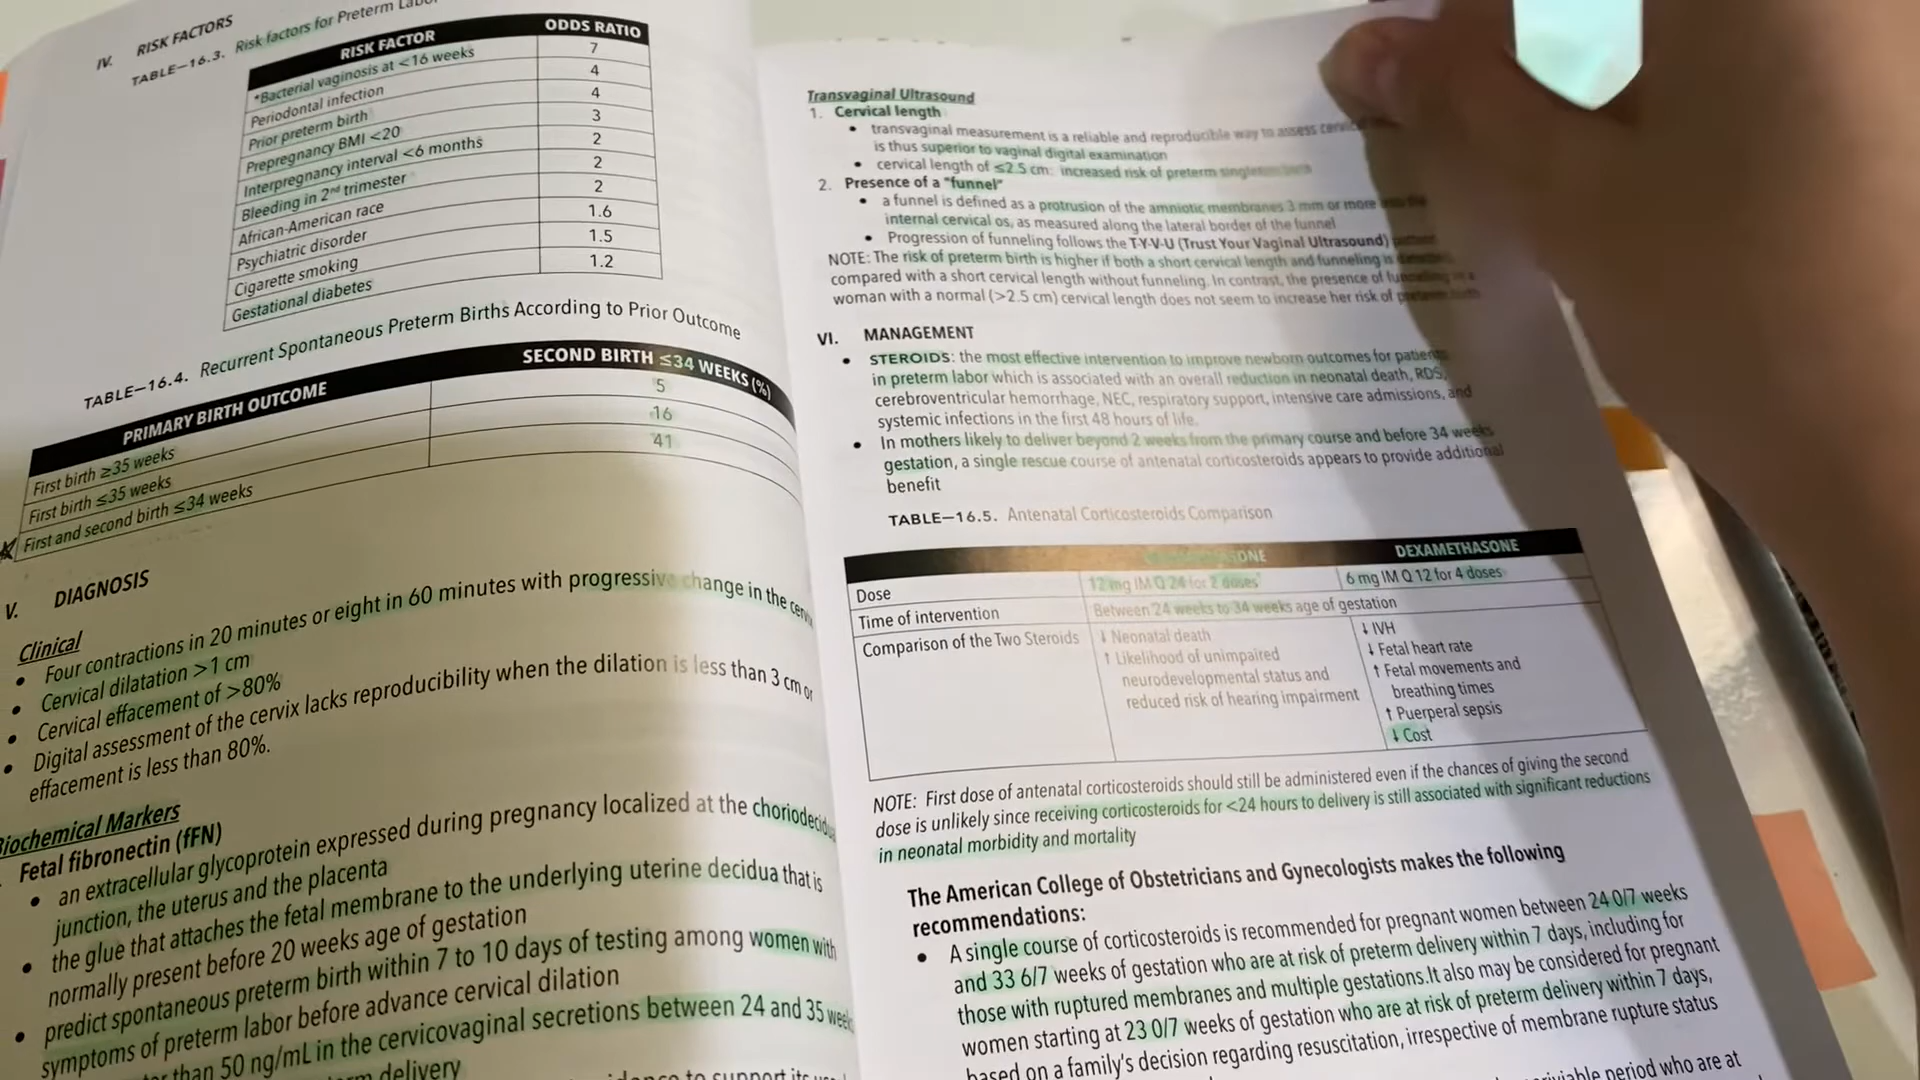 IV. RISK FACTORS
TABLE—16.3. Risk factors for Preterm
RISK FACTOR ODDS RATIO
*Bacterial vaginosis at <16 weeks 7
Periodontal infection 4
Prior preterm birth 4
Prepregnancy BMI <20 3
Interpregnancy interval <6 months 2
Bleeding in 2nd trimester 2
African-American race 2
Psychiatric disorder 1.6
Cigarette smoking 1.5
Gestational diabetes 1.2
TABLE—16.4. Recurrent Spontaneous Preterm Births According to Prior Outcome
PRIMARY BIRTH OUTCOME SECOND BIRTH ≤34 WEEKS (%)
First birth ≥35 weeks 5
First birth ≤35 weeks 16
First and second birth ≤34 weeks 41
V. DIAGNOSIS
Clinical
• Four contractions in 20 minutes or eight in 60 minutes with progressive change in the
• Cervical dilatation >1 cm
• Cervical effacement of >80%
• Digital assessment of the cervix lacks reproducibility when the dilation is less than 3 cm or
effacement is less than 80%.
Biochemical Markers
Fetal fibronectin (fFN)
• an extracellular glycoprotein expressed during pregnancy localized at the
junction, the uterus and the placenta
• the glue that attaches the fetal membrane to the underlying uterine decidua that is
normally present before 20 weeks age of gestation
• predict spontaneous preterm birth within 7 to 10 days of testing among women with
symptoms of preterm labor before advance cervical dilation
than 50 ng/mL in the cervicovaginal secretions between 24 and 35
delivery
to support its
Transvaginal Ultrasound
1. Cervical length
• transvaginal measurement is a reliable and reproducible way to assess
is thus superior to vaginal digital examination
• cervical length of ≤2.5 cm: increased risk of preterm singleton
2. Presence of a "funnel"
• a funnel is defined as a protrusion of the amniotic membranes 3 mm or more into the
internal cervical os, as measured along the lateral border of the funnel
• Progression of funneling follows the T-Y-V-U (Trust Your Vaginal Ultrasound) pattern
NOTE: The risk of preterm birth is higher if both a short cervical length and funneling is
compared with a short cervical length without funneling. In contrast, the presence of funneling in a
woman with a normal (>2.5 cm) cervical length does not seem to increase her risk of preterm birth
VI. MANAGEMENT
• STEROIDS: the most effective intervention to improve newborn outcomes for patients
in preterm labor which is associated with an overall reduction in neonatal death, RDS,
cerebroventricular hemorrhage, NEC, respiratory support, intensive care admissions, and
systemic infections in the first 48 hours of life.
• In mothers likely to deliver beyond 2 weeks from the primary course and before 34 weeks
gestation, a single rescue course of antenatal corticosteroids appears to provide additional
benefit
TABLE—16.5. Antenatal Corticosteroids Comparison
DEXAMETHASONE
Dose 12 mg IM Q 24 for 2 doses 6 mg IM Q 12 for 4 doses
Time of intervention Between 24 weeks to 34 weeks age of gestation
Comparison of the Two Steroids ↓ Neonatal death
↑ Likelihood of unimpaired
neurodevelopmental status and
reduced risk of hearing impairment
↓ IVH
↓ Fetal heart rate
↑ Fetal movements and
breathing times
↑ Puerperal sepsis
↓ Cost
NOTE: First dose of antenatal corticosteroids should still be administered even if the chances of giving the second
dose is unlikely since receiving corticosteroids for <24 hours to delivery is still associated with significant reductions
in neonatal morbidity and mortality
The American College of Obstetricians and Gynecologists makes the following
recommendations:
• A single course of corticosteroids is recommended for pregnant women between 24 0/7 weeks
and 33 6/7 weeks of gestation who are at risk of preterm delivery within 7 days, including for
those with ruptured membranes and multiple gestations.It also may be considered for pregnant
women starting at 23 0/7 weeks of gestation who are at risk of preterm delivery within 7 days,
based on a family's decision regarding resuscitation, irrespective of membrane rupture status
period who are at